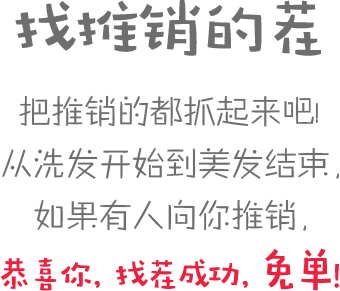 找推销的茬
把推销的都抓起来吧!
从洗发开始到美发结束,
如果有人向你推销,
恭喜你, 找茬成功, 免单!